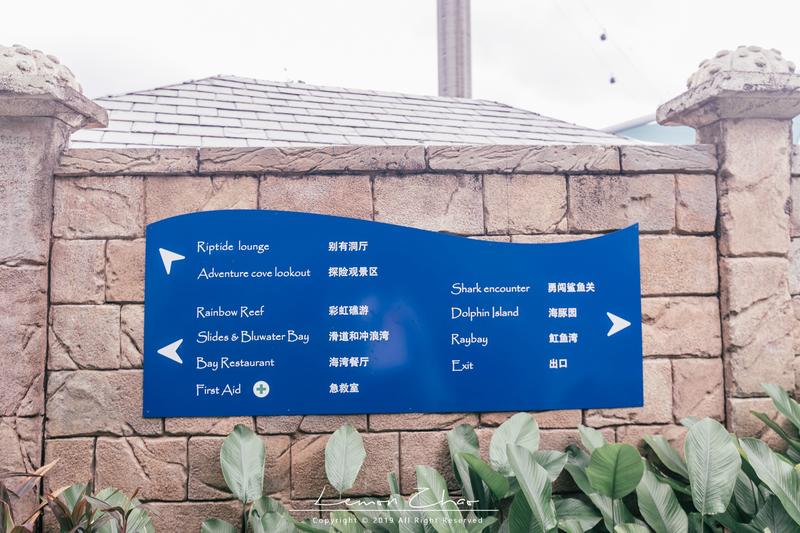 Riptide lounge 别有洞厅
Adventure cove lookout 探险观景区
Rainbow Reef 彩虹礁游
Slides & Bluwater Bay 滑道和冲浪湾
Bay Restaurant 海湾餐厅
First Aid 急救室
Shark encounter 勇闯鲨鱼关
Dolphin Island 海豚园
Raybay 魟鱼湾
Exit 出口
Lemon Zhao
Copyright © 2019 All Right Reserved